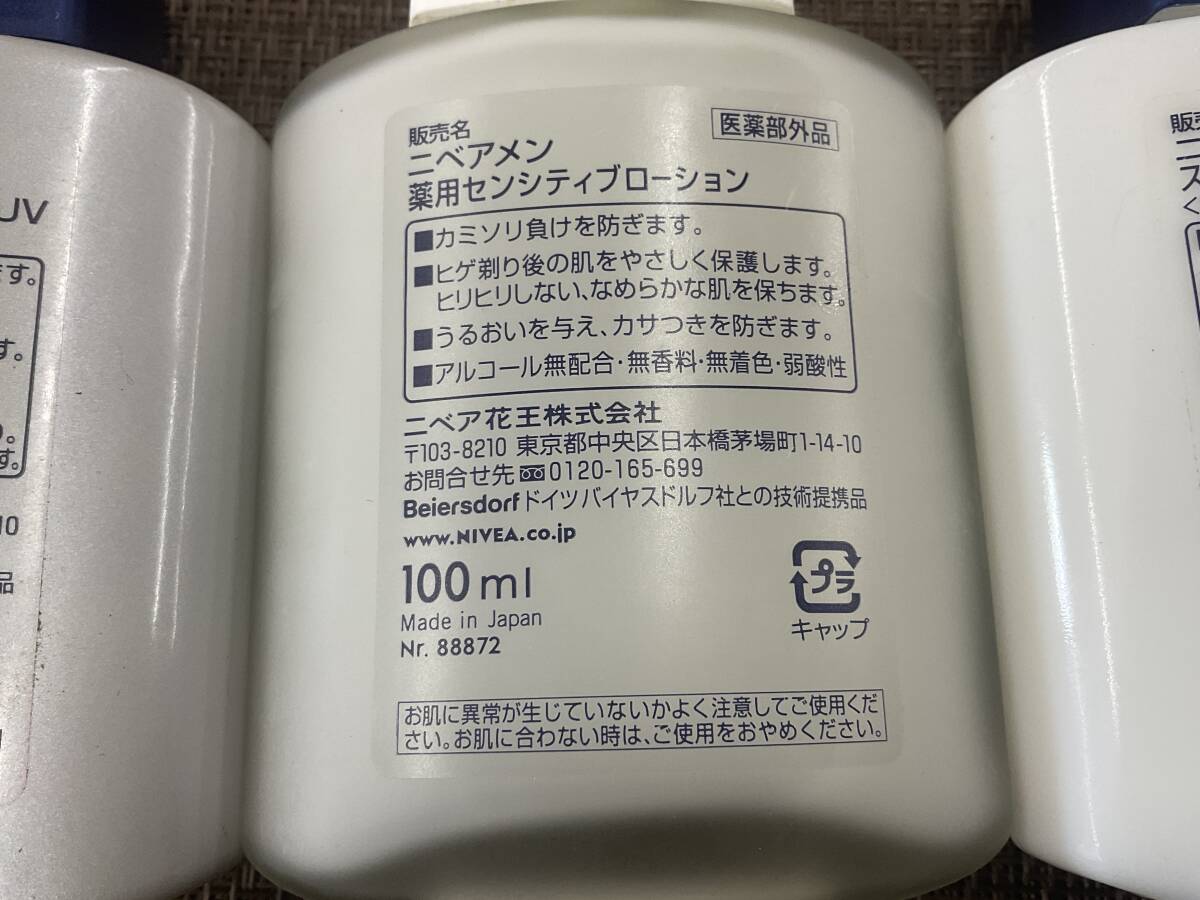 販売名
医薬部外品
ニベアメン
薬用センシティブローション
■カミソリ負けを防ぎます。
■ヒゲ剃り後の肌をやさしく保護します。
ヒリヒリしない、なめらかな肌を保ちます。
■うるおいを与え、カサつきを防ぎます。
■アルコール無配合・無香料・無着色・弱酸性
ニベア花王株式会社
〒103-8210 東京都中央区日本橋茅場町1-14-10
お問合せ先 0120-165-699
Beiersdorf ドイツバイヤスドルフ社との技術提携品
www.NIVEA.co.jp
100ml
Made in Japan
Nr. 88872
プラ
キャップ
お肌に異常が生じていないかよく注意してご使用くだ
さい。お肌に合わない時は、ご使用をおやめください。
UV
す。
す。
す。
10
品
販